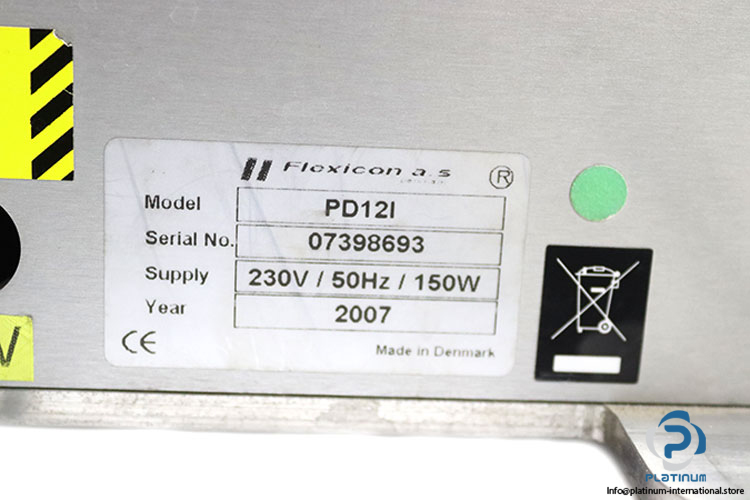 Flexicon a.s
®
Model PD12I
Serial No. 07398693
Supply 230V / 50Hz / 150W
Year 2007
CE Made in Denmark
V
PLATINUM
Info@platinum-international.store